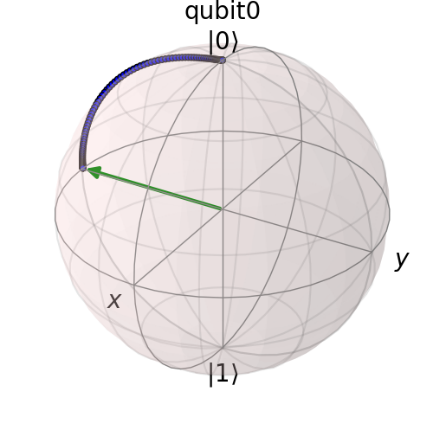 qubit0
|0⟩
y
x
|1⟩